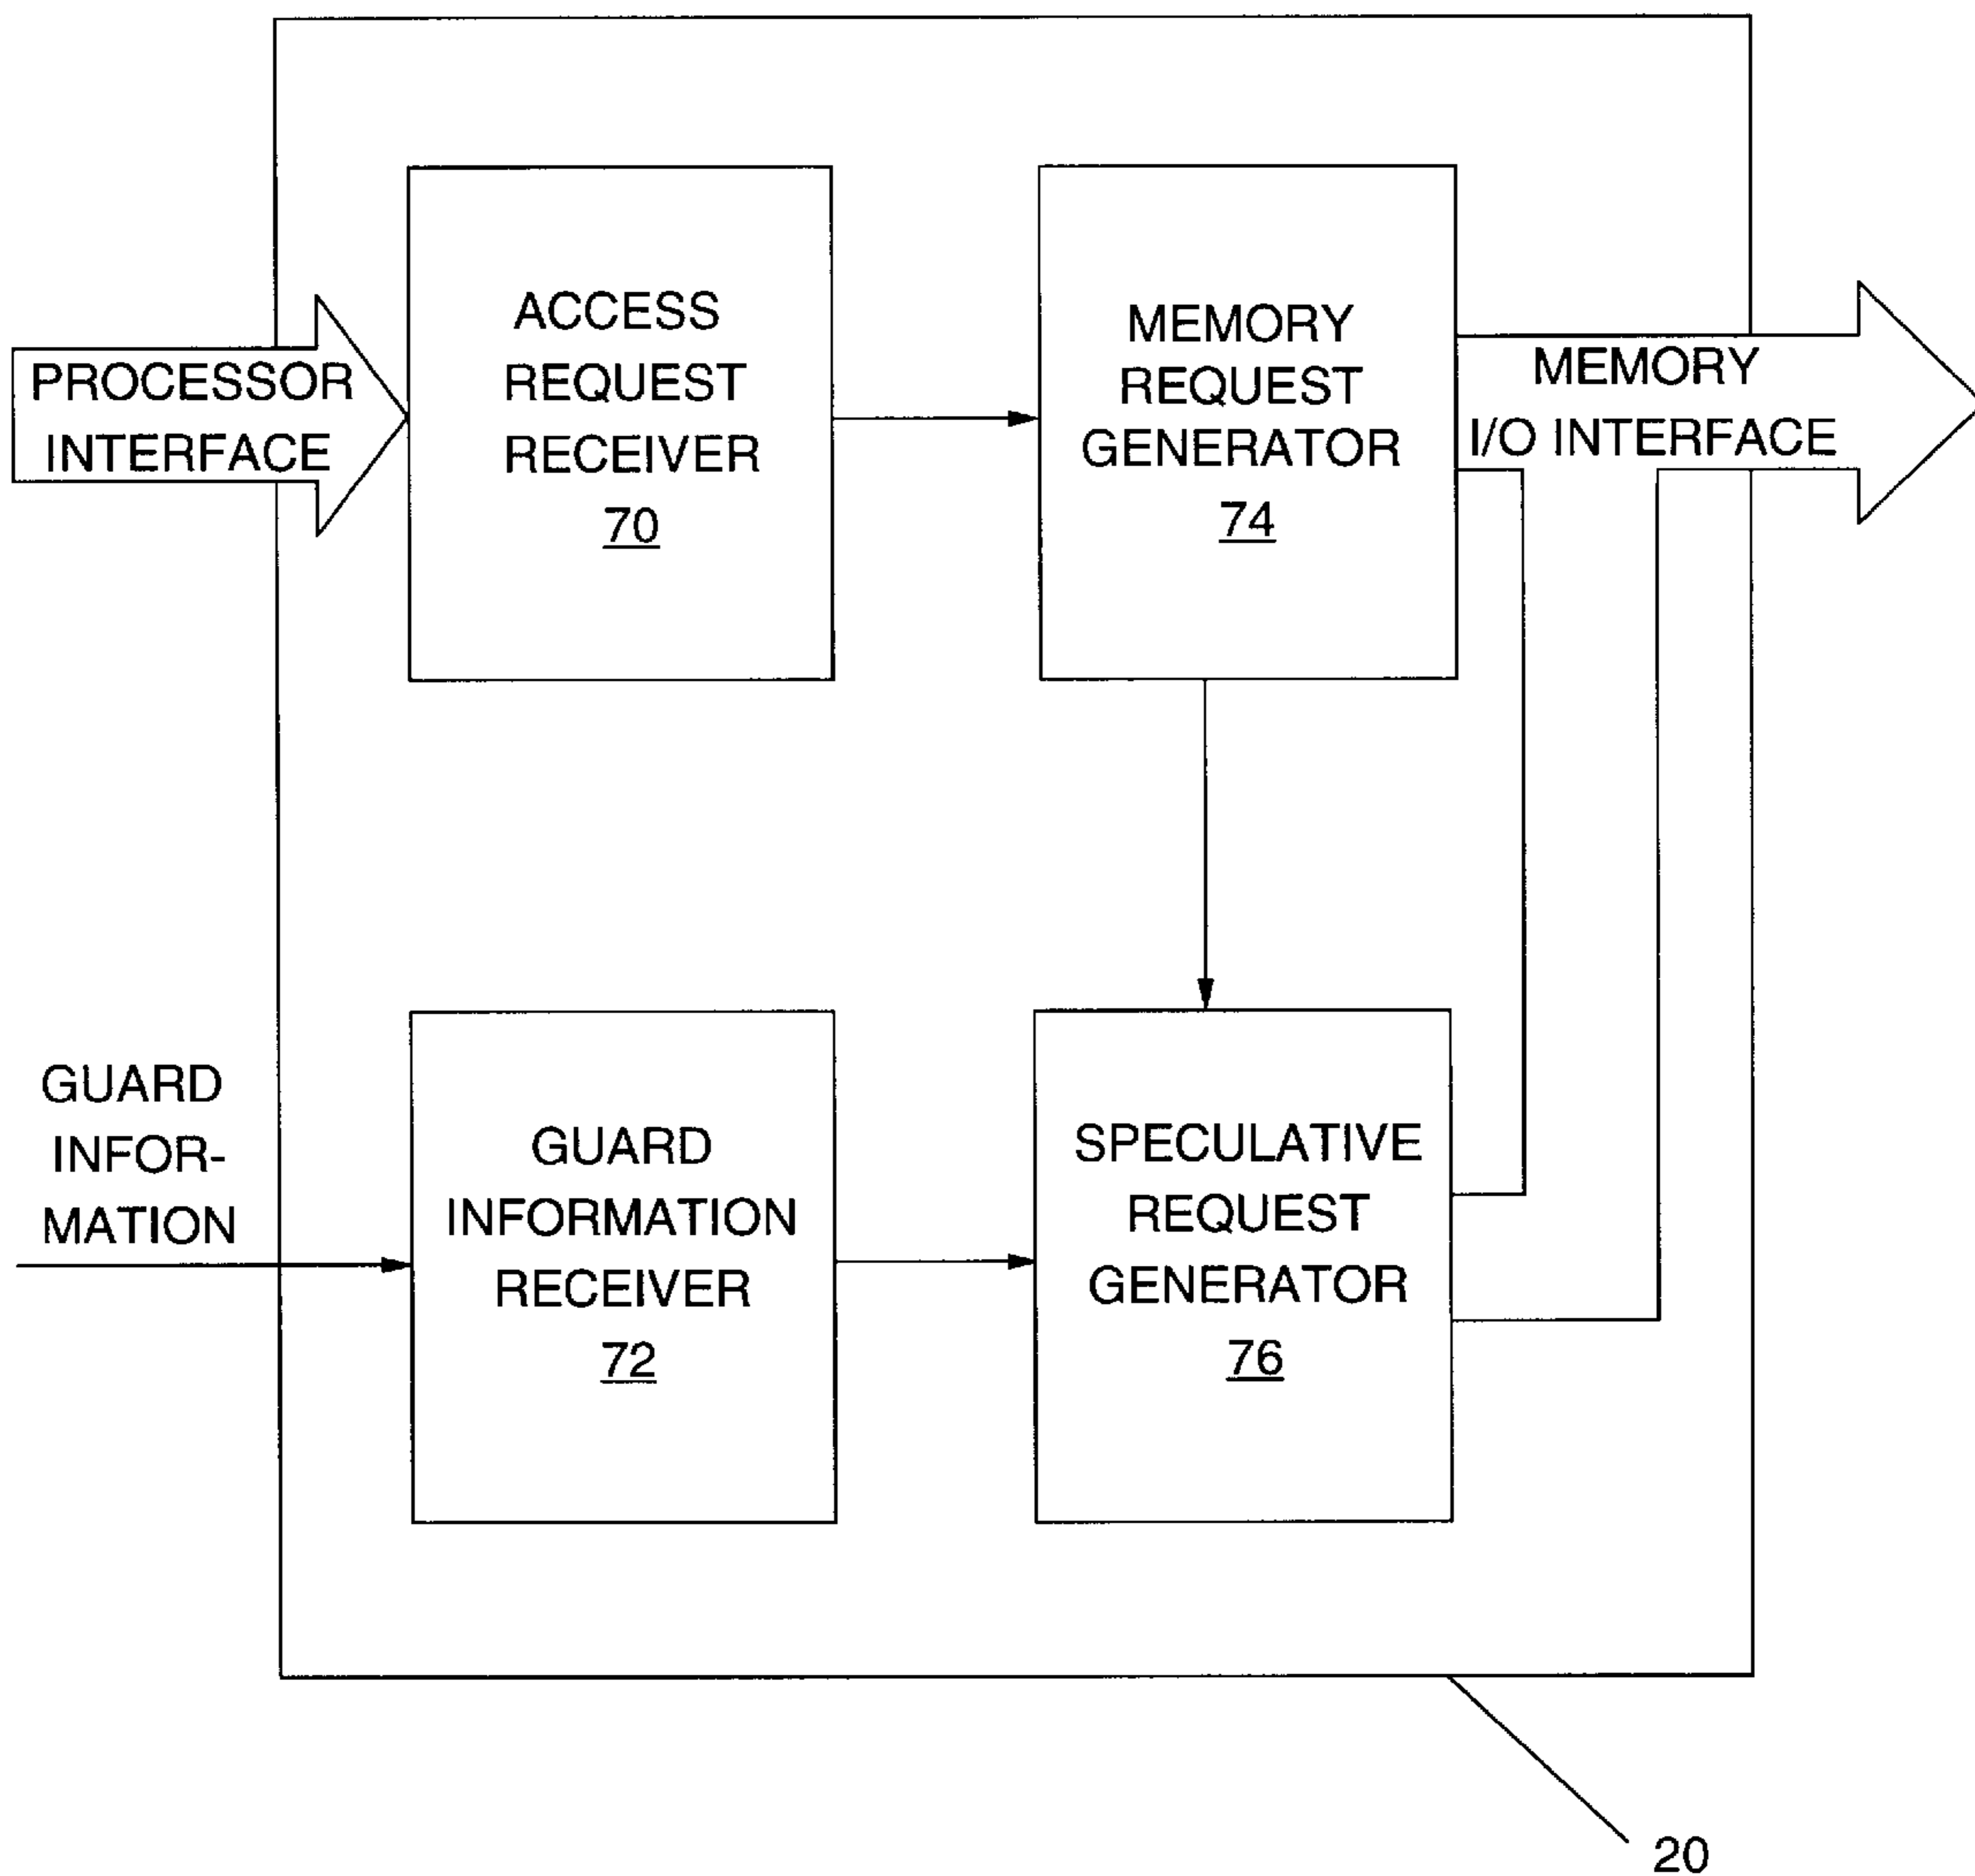 PROCESSOR
INTERFACE
ACCESS
REQUEST
RECEIVER
70
MEMORY
REQUEST
GENERATOR
74
MEMORY
I/O INTERFACE
GUARD
INFOR-
MATION
GUARD
INFORMATION
RECEIVER
72
SPECULATIVE
REQUEST
GENERATOR
76
20